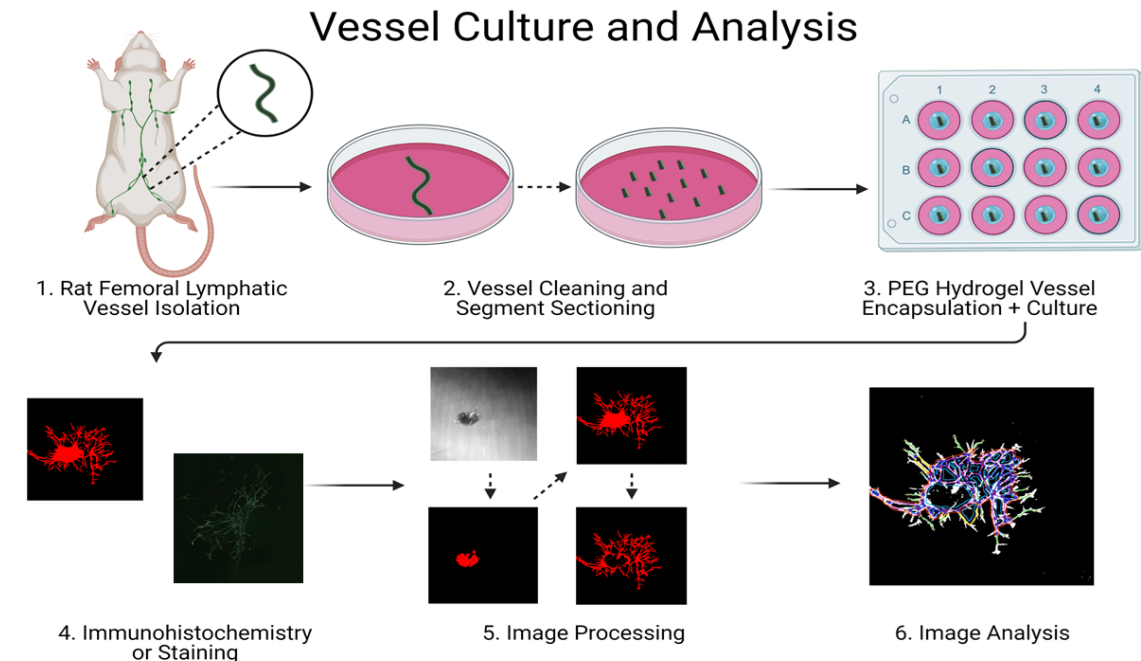 Vessel Culture and Analysis
1 2 3 4
A
B
C
1. Rat Femoral Lymphatic
Vessel Isolation
2. Vessel Cleaning and
Segment Sectioning
3. PEG Hydrogel Vessel
Encapsulation + Culture
4. Immunohistochemistry
or Staining
5. Image Processing
6. Image Analysis